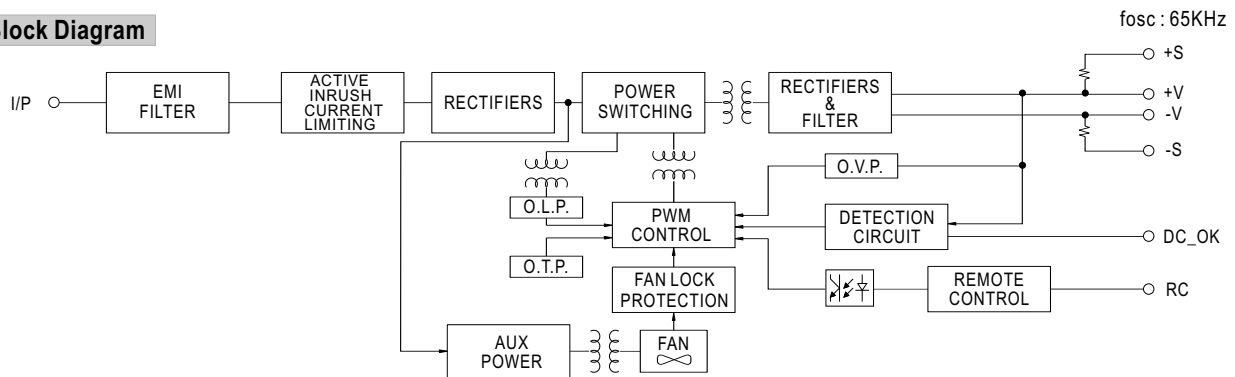 Block Diagram
fosc : 65KHz
I/P
EMI
FILTER
ACTIVE
INRUSH
CURRENT
LIMITING
RECTIFIERS
POWER
SWITCHING
RECTIFIERS
&
FILTER
+S
+V
-V
-S
O.V.P.
O.L.P.
PWM
CONTROL
DETECTION
CIRCUIT
DC_OK
O.T.P.
FAN LOCK
PROTECTION
REMOTE
CONTROL
RC
AUX
POWER
FAN